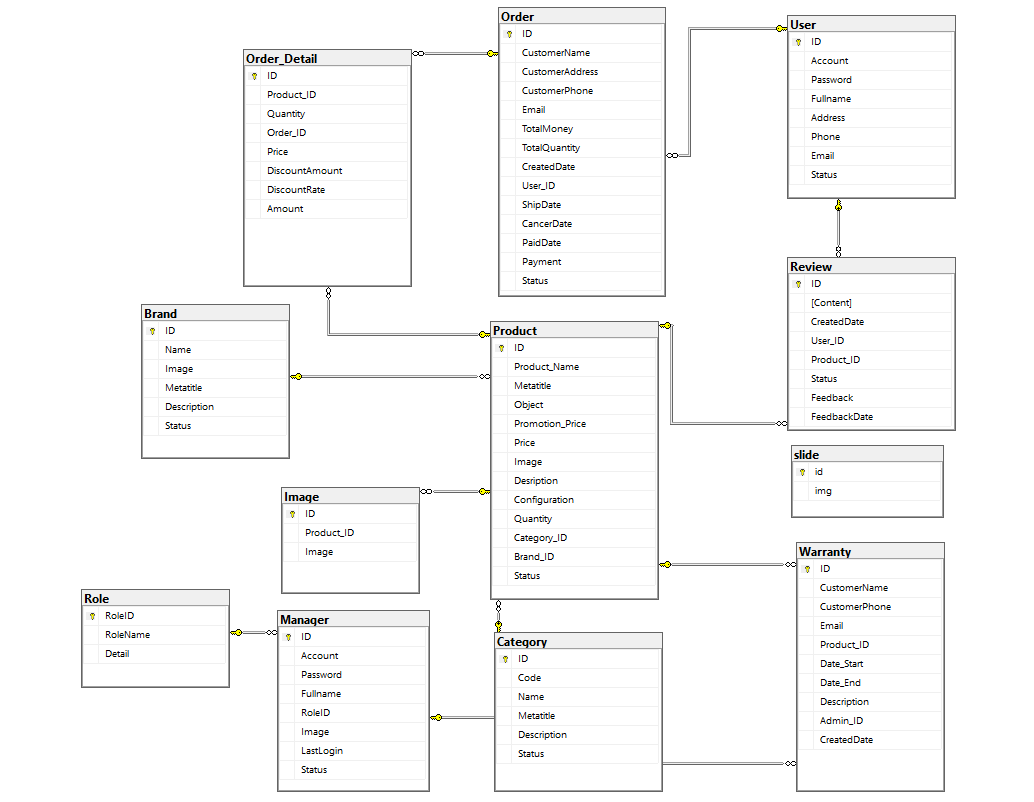 Order
ID
CustomerName
CustomerAddress
CustomerPhone
Email
TotalMoney
TotalQuantity
CreatedDate
User_ID
ShipDate
CancerDate
PaidDate
Payment
Status
User
ID
Account
Password
Fullname
Address
Phone
Email
Status
Order_Detail
ID
Product_ID
Quantity
Order_ID
Price
DiscountAmount
DiscountRate
Amount
Review
ID
[Content]
CreatedDate
User_ID
Product_ID
Status
Feedback
FeedbackDate
Brand
ID
Name
Image
Metatitle
Description
Status
Product
ID
Product_Name
Metatitle
Object
Promotion_Price
Price
Image
Desription
Configuration
Quantity
Category_ID
Brand_ID
Status
slide
id
img
Image
ID
Product_ID
Image
Warranty
ID
CustomerName
CustomerPhone
Email
Product_ID
Date_Start
Date_End
Description
Admin_ID
CreatedDate
Role
RoleID
RoleName
Detail
Manager
ID
Account
Password
Fullname
RoleID
Image
LastLogin
Status
Category
ID
Code
Name
Metatitle
Description
Status